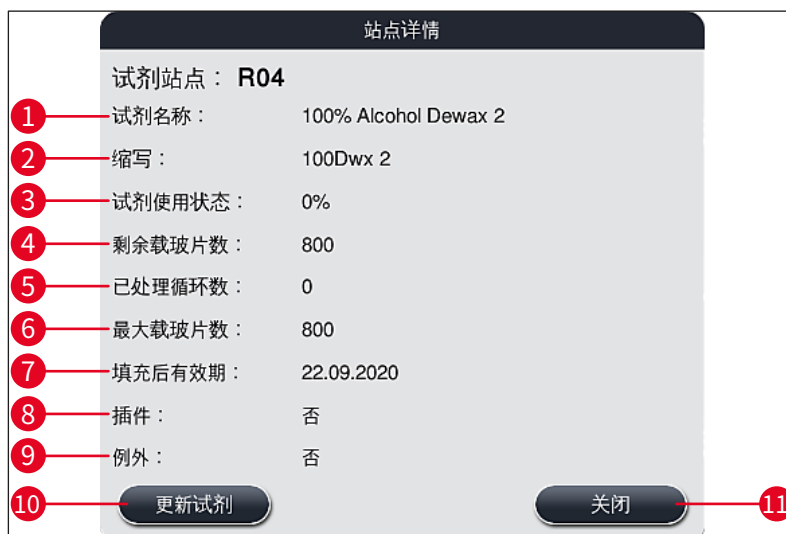 站点详情
试剂站点： R04
1 试剂名称： 100% Alcohol Dewax 2
2 缩写： 100Dwx 2
3 试剂使用状态： 0%
4 剩余载玻片数： 800
5 已处理循环数： 0
6 最大载玻片数： 800
7 填充后有效期： 22.09.2020
8 插件： 否
9 例外： 否
10 更新试剂 关闭 11